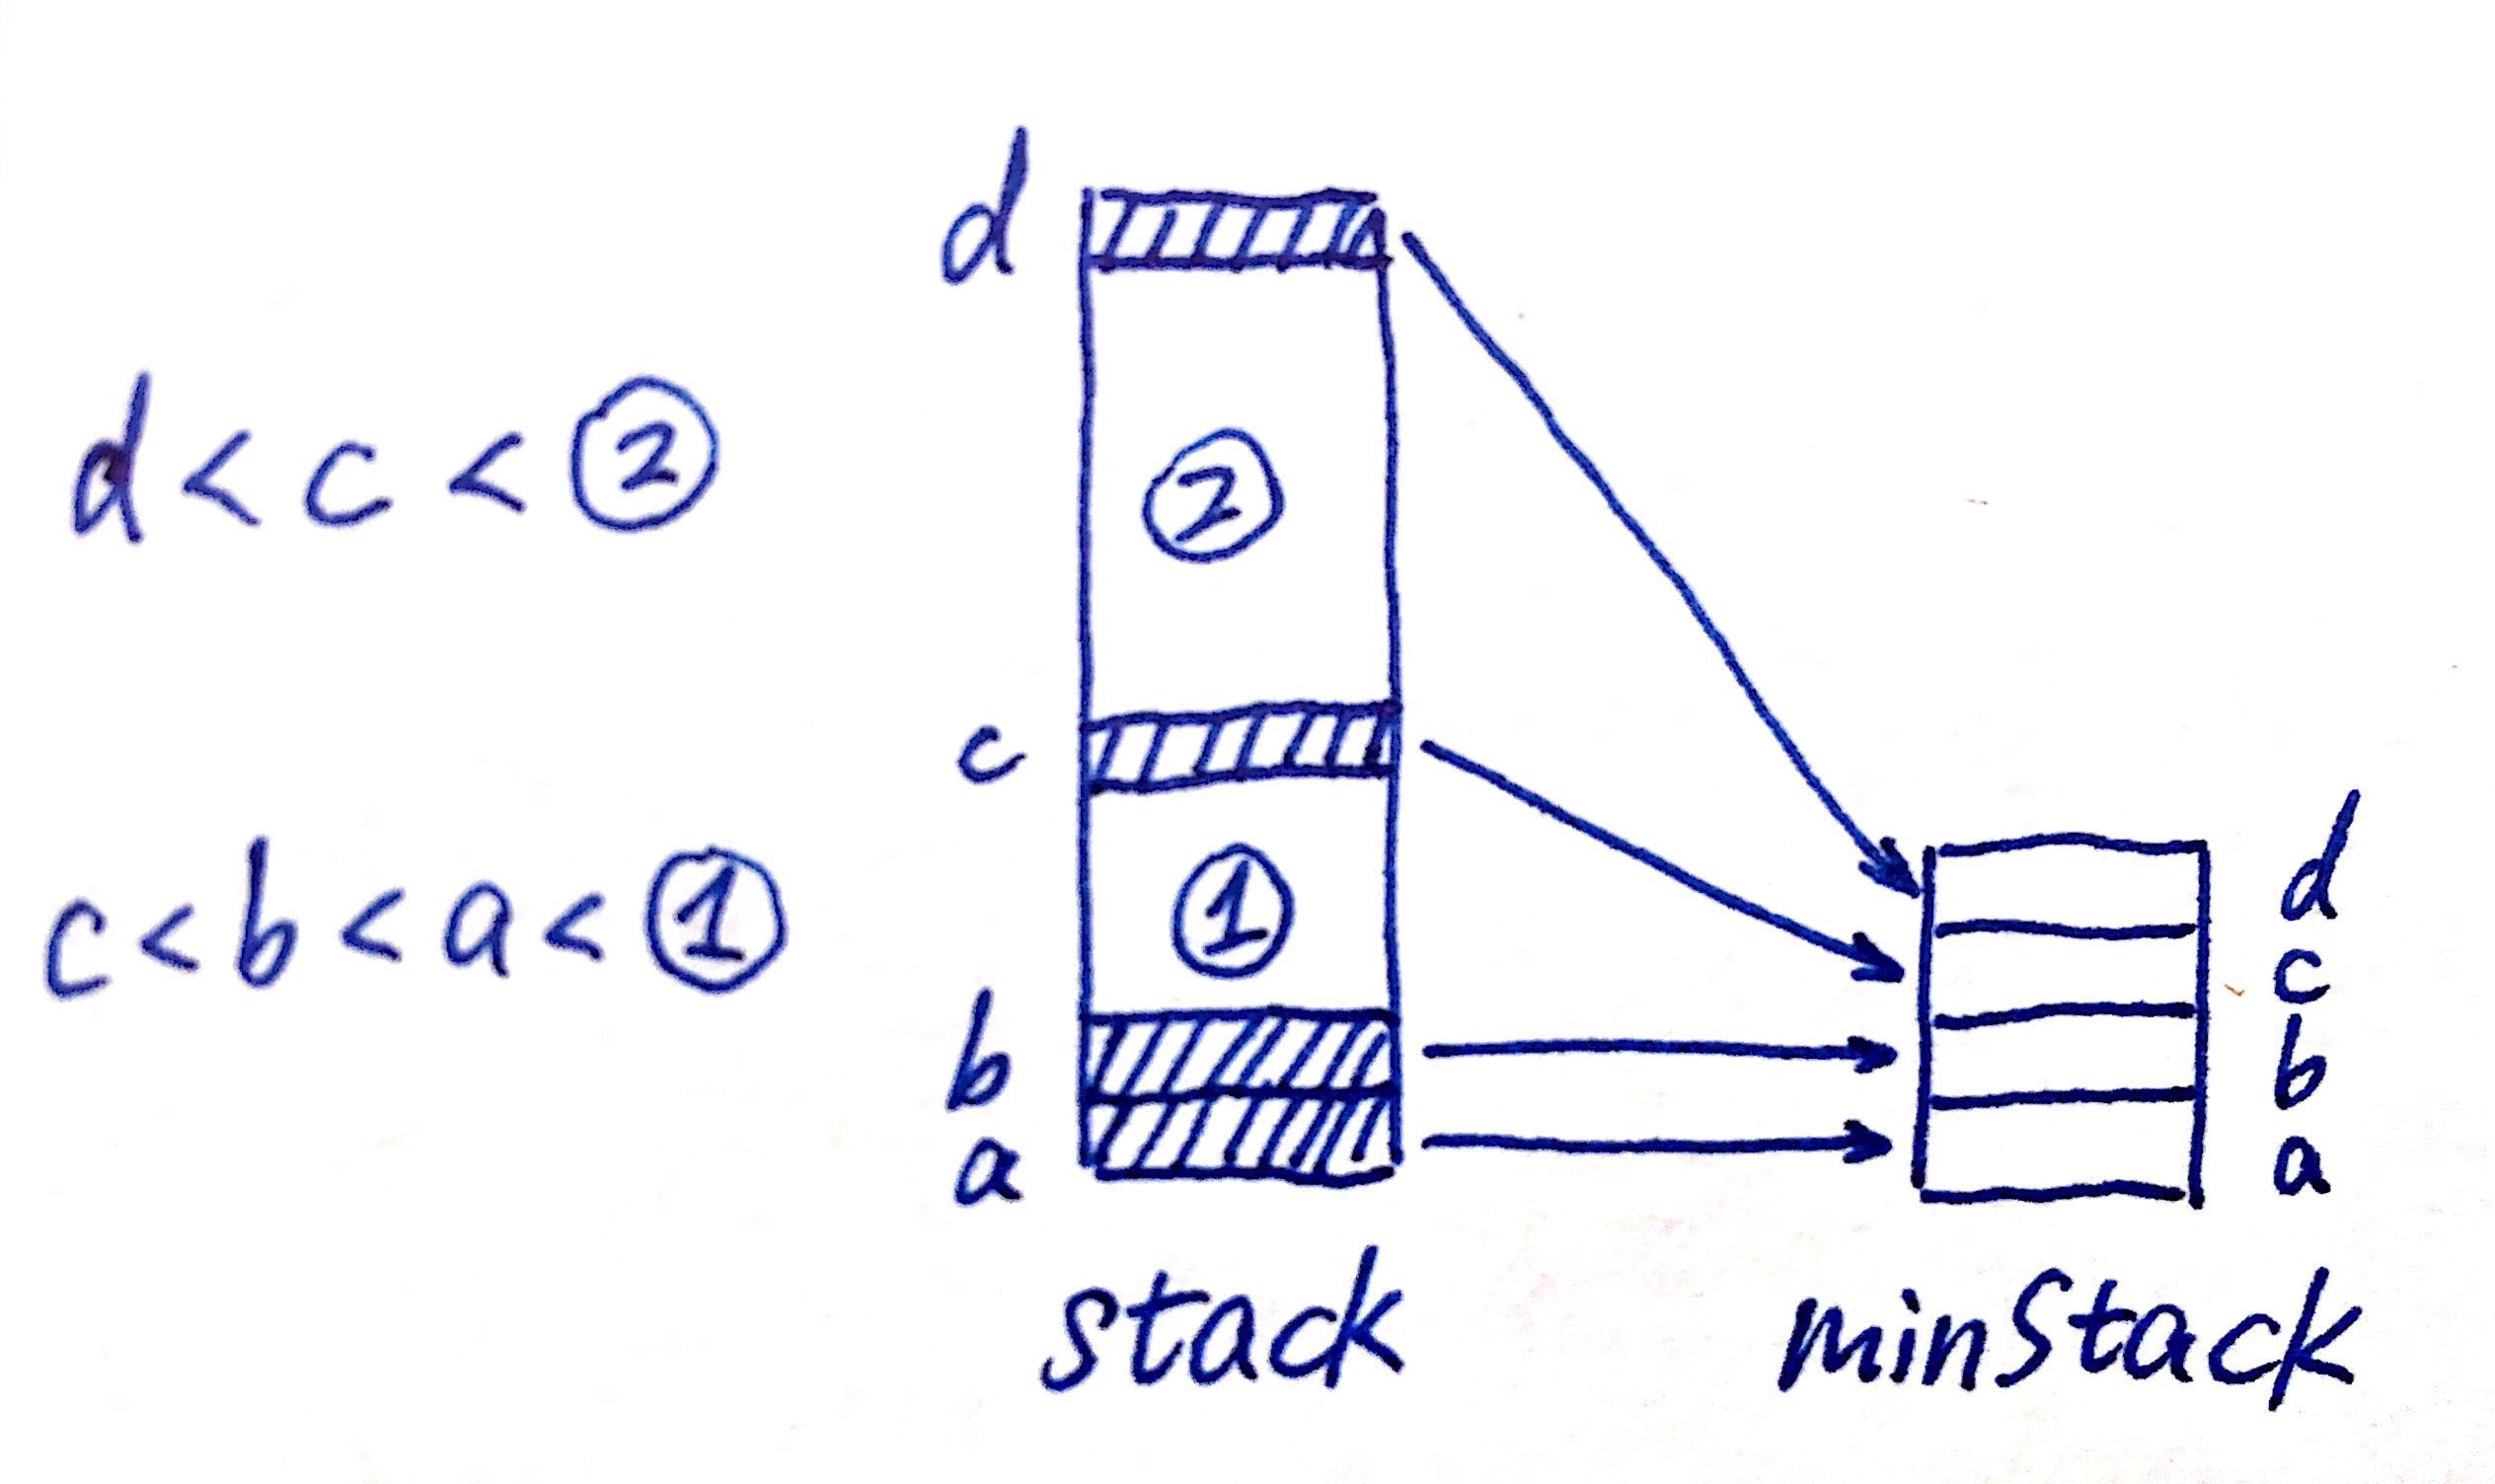 d
d < c < ②
②
c
c < b < a < ①
①
b
a
d
c
b
a
stack
minStack